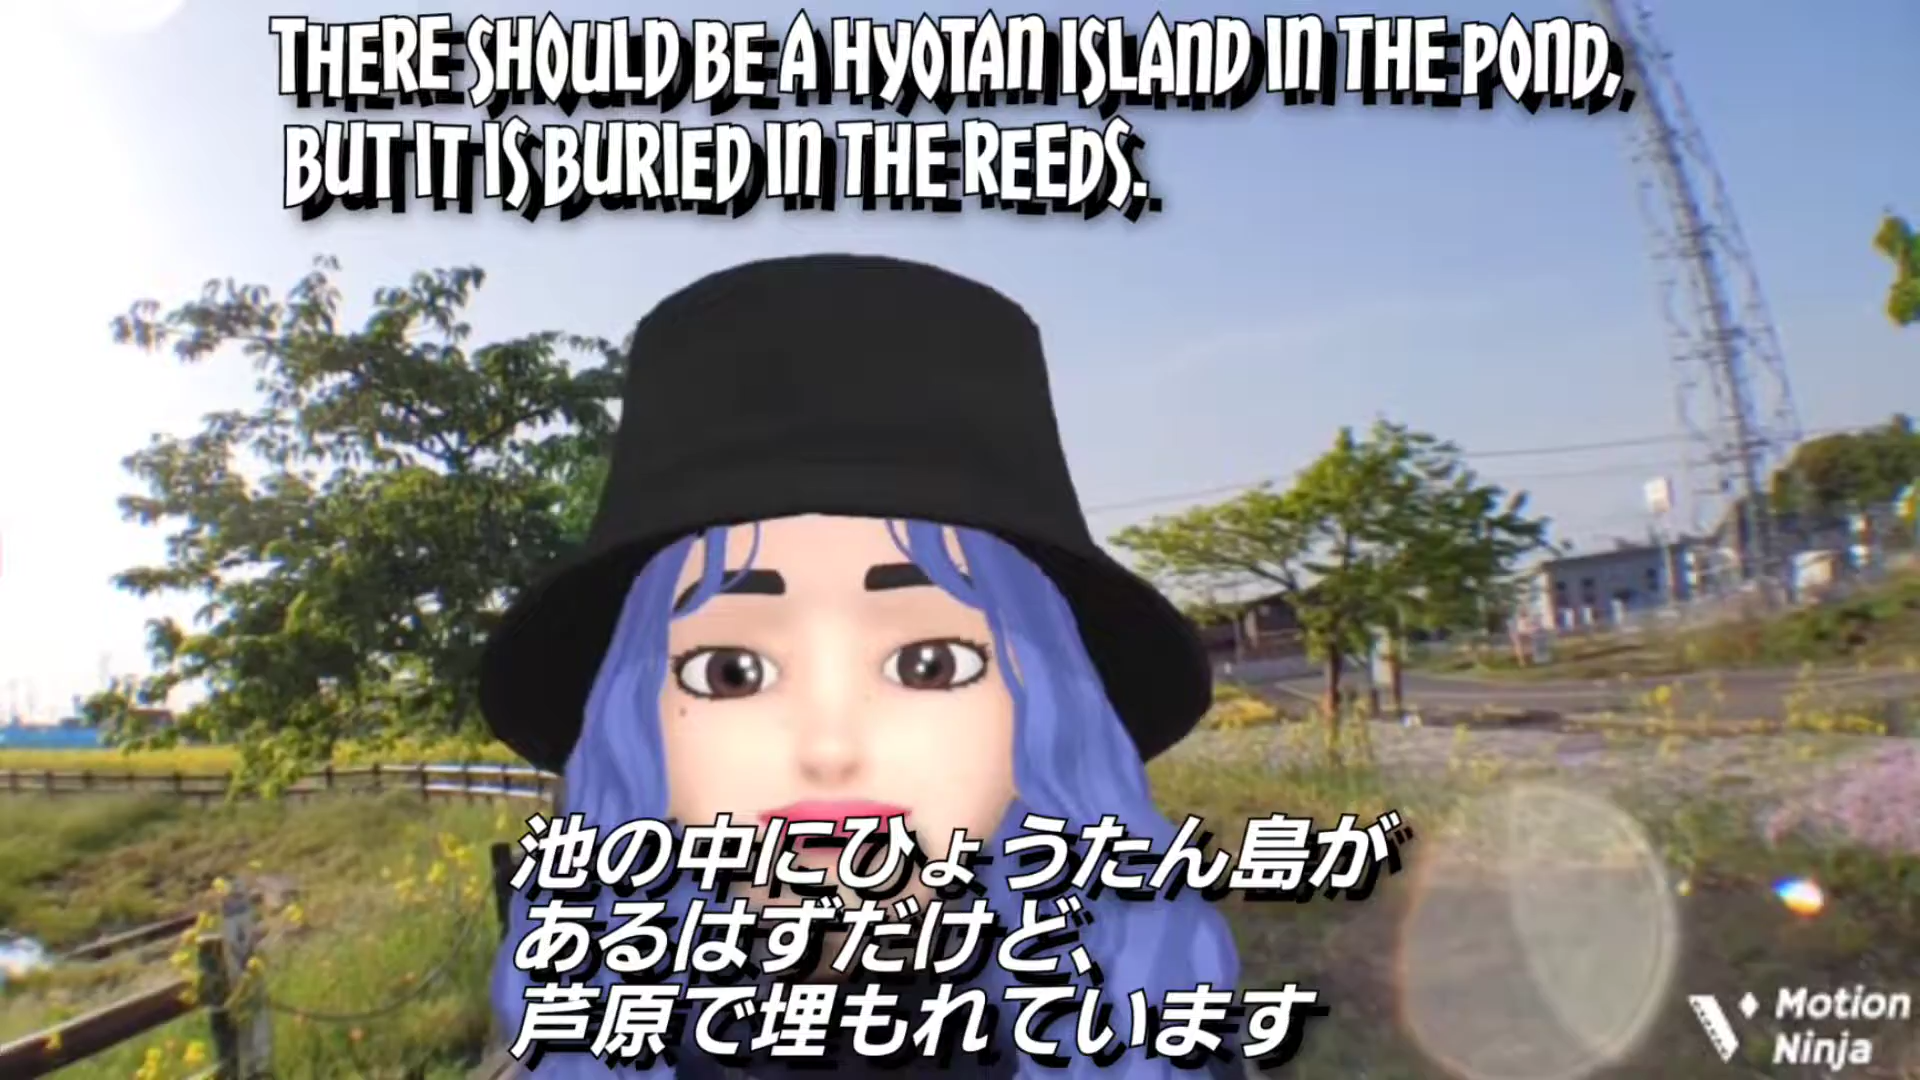 THERE SHOULD BE A HYOTAN ISLAND IN THE POND,
BUT IT IS BURIED IN THE REEDS.
池の中にひょうたん島が
あるはずだけど、
芦原で埋もれています
Motion
Ninja